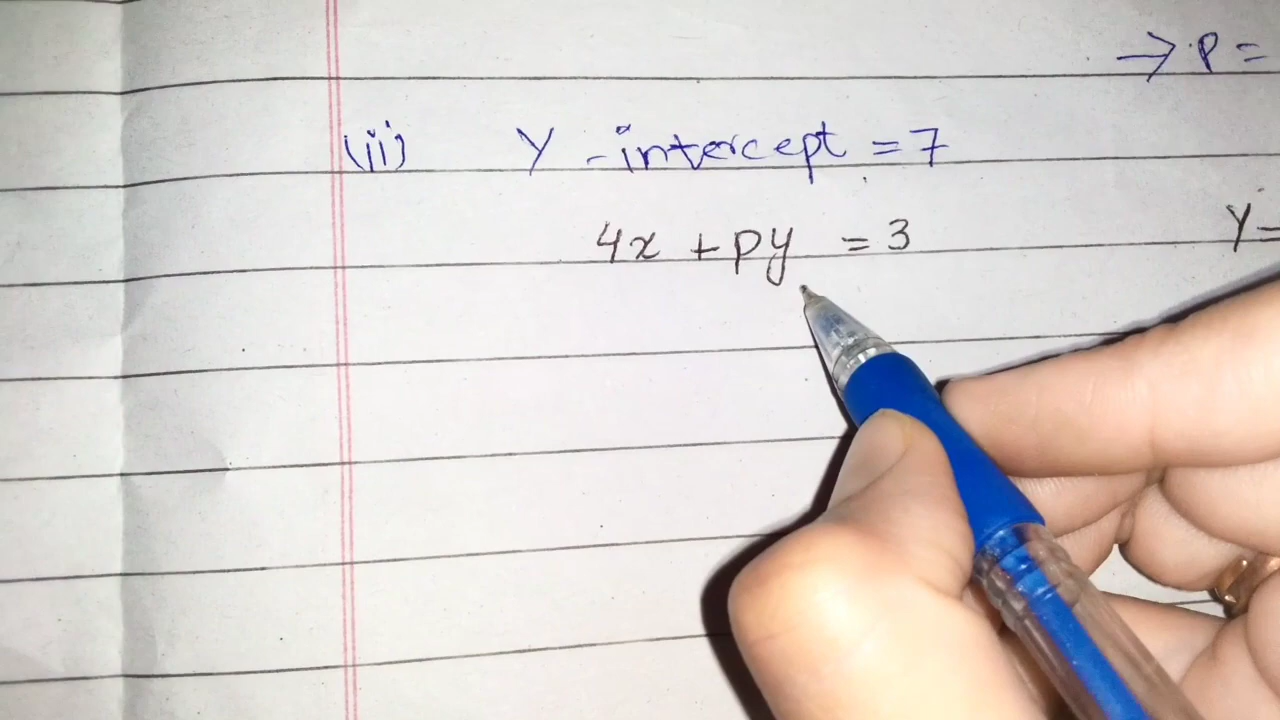 → P =
(ii) Y-intercept = 7
4x + py = 3
Y=